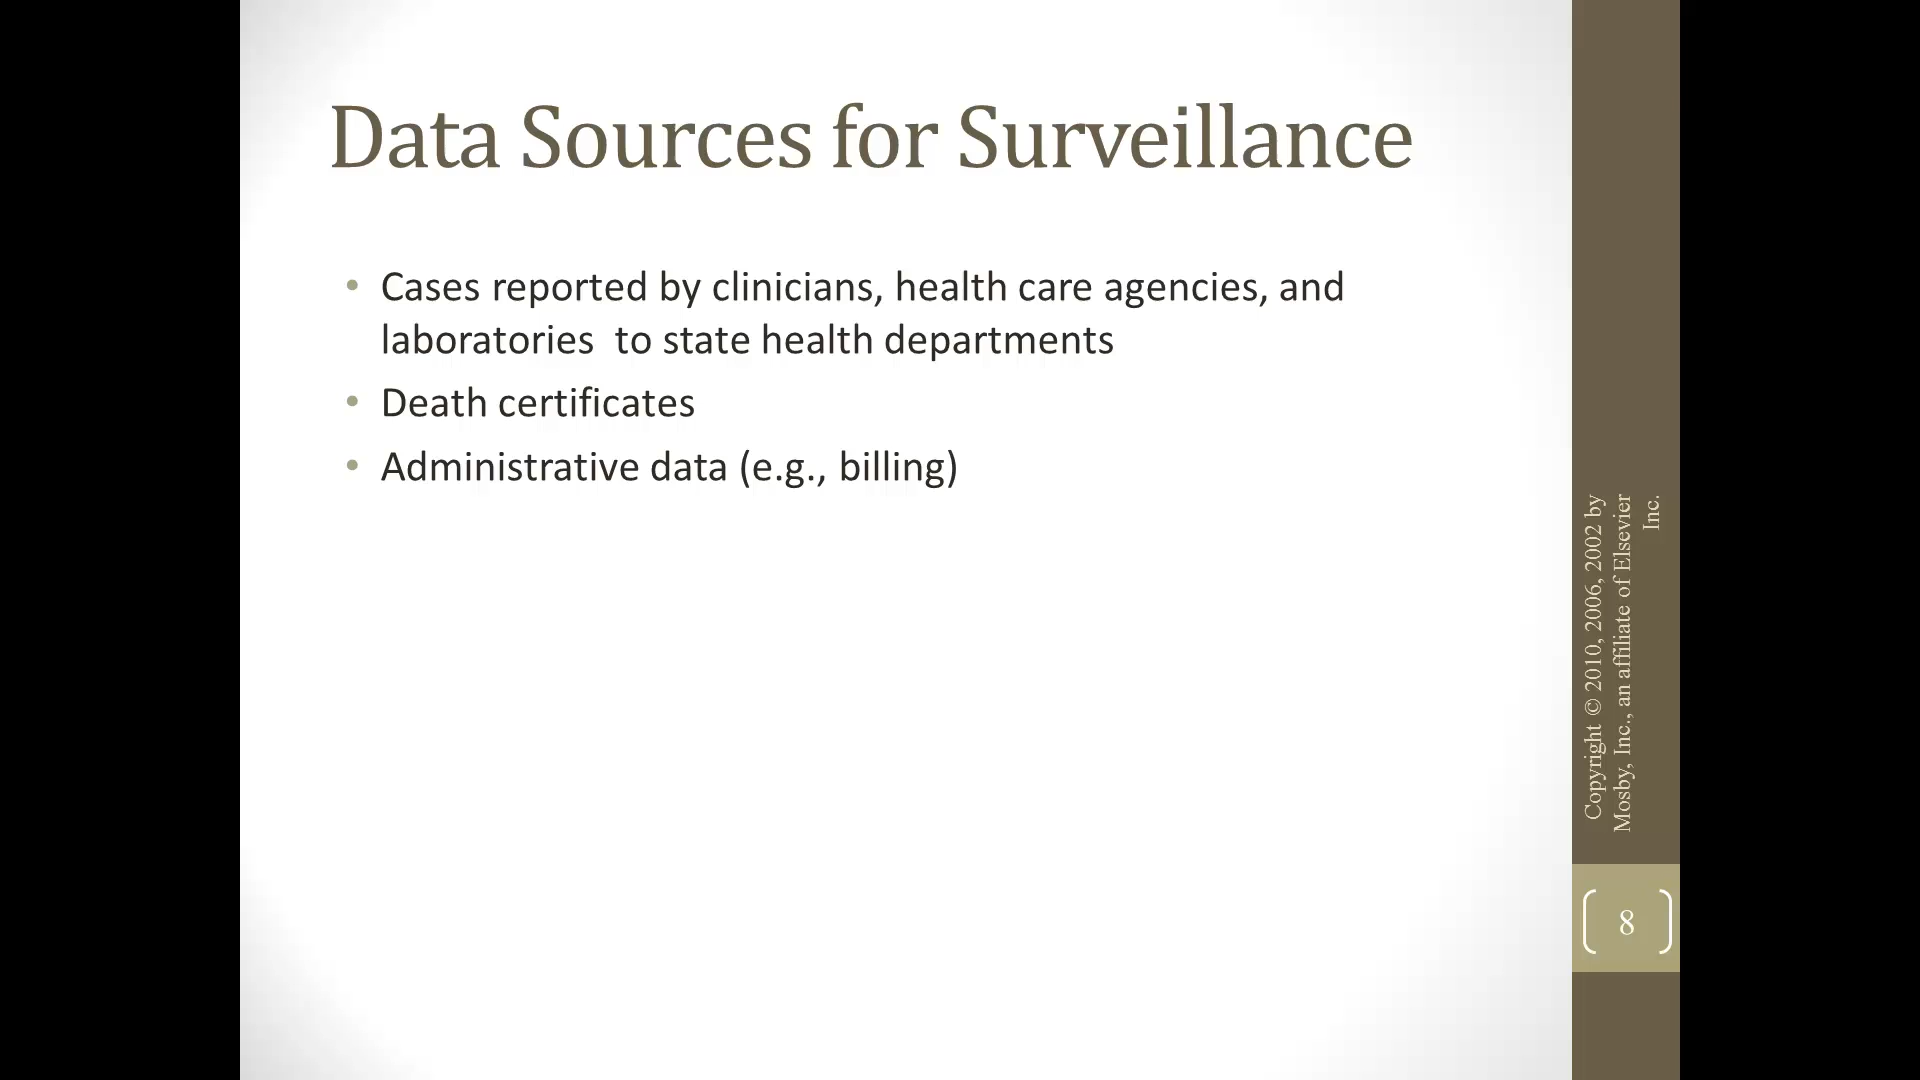 Data Sources for Surveillance
• Cases reported by clinicians, health care agencies, and
laboratories  to state health departments
• Death certificates
• Administrative data (e.g., billing)
Copyright © 2010, 2006, 2002 by
Mosby, Inc., an affiliate of Elsevier
Inc.
8